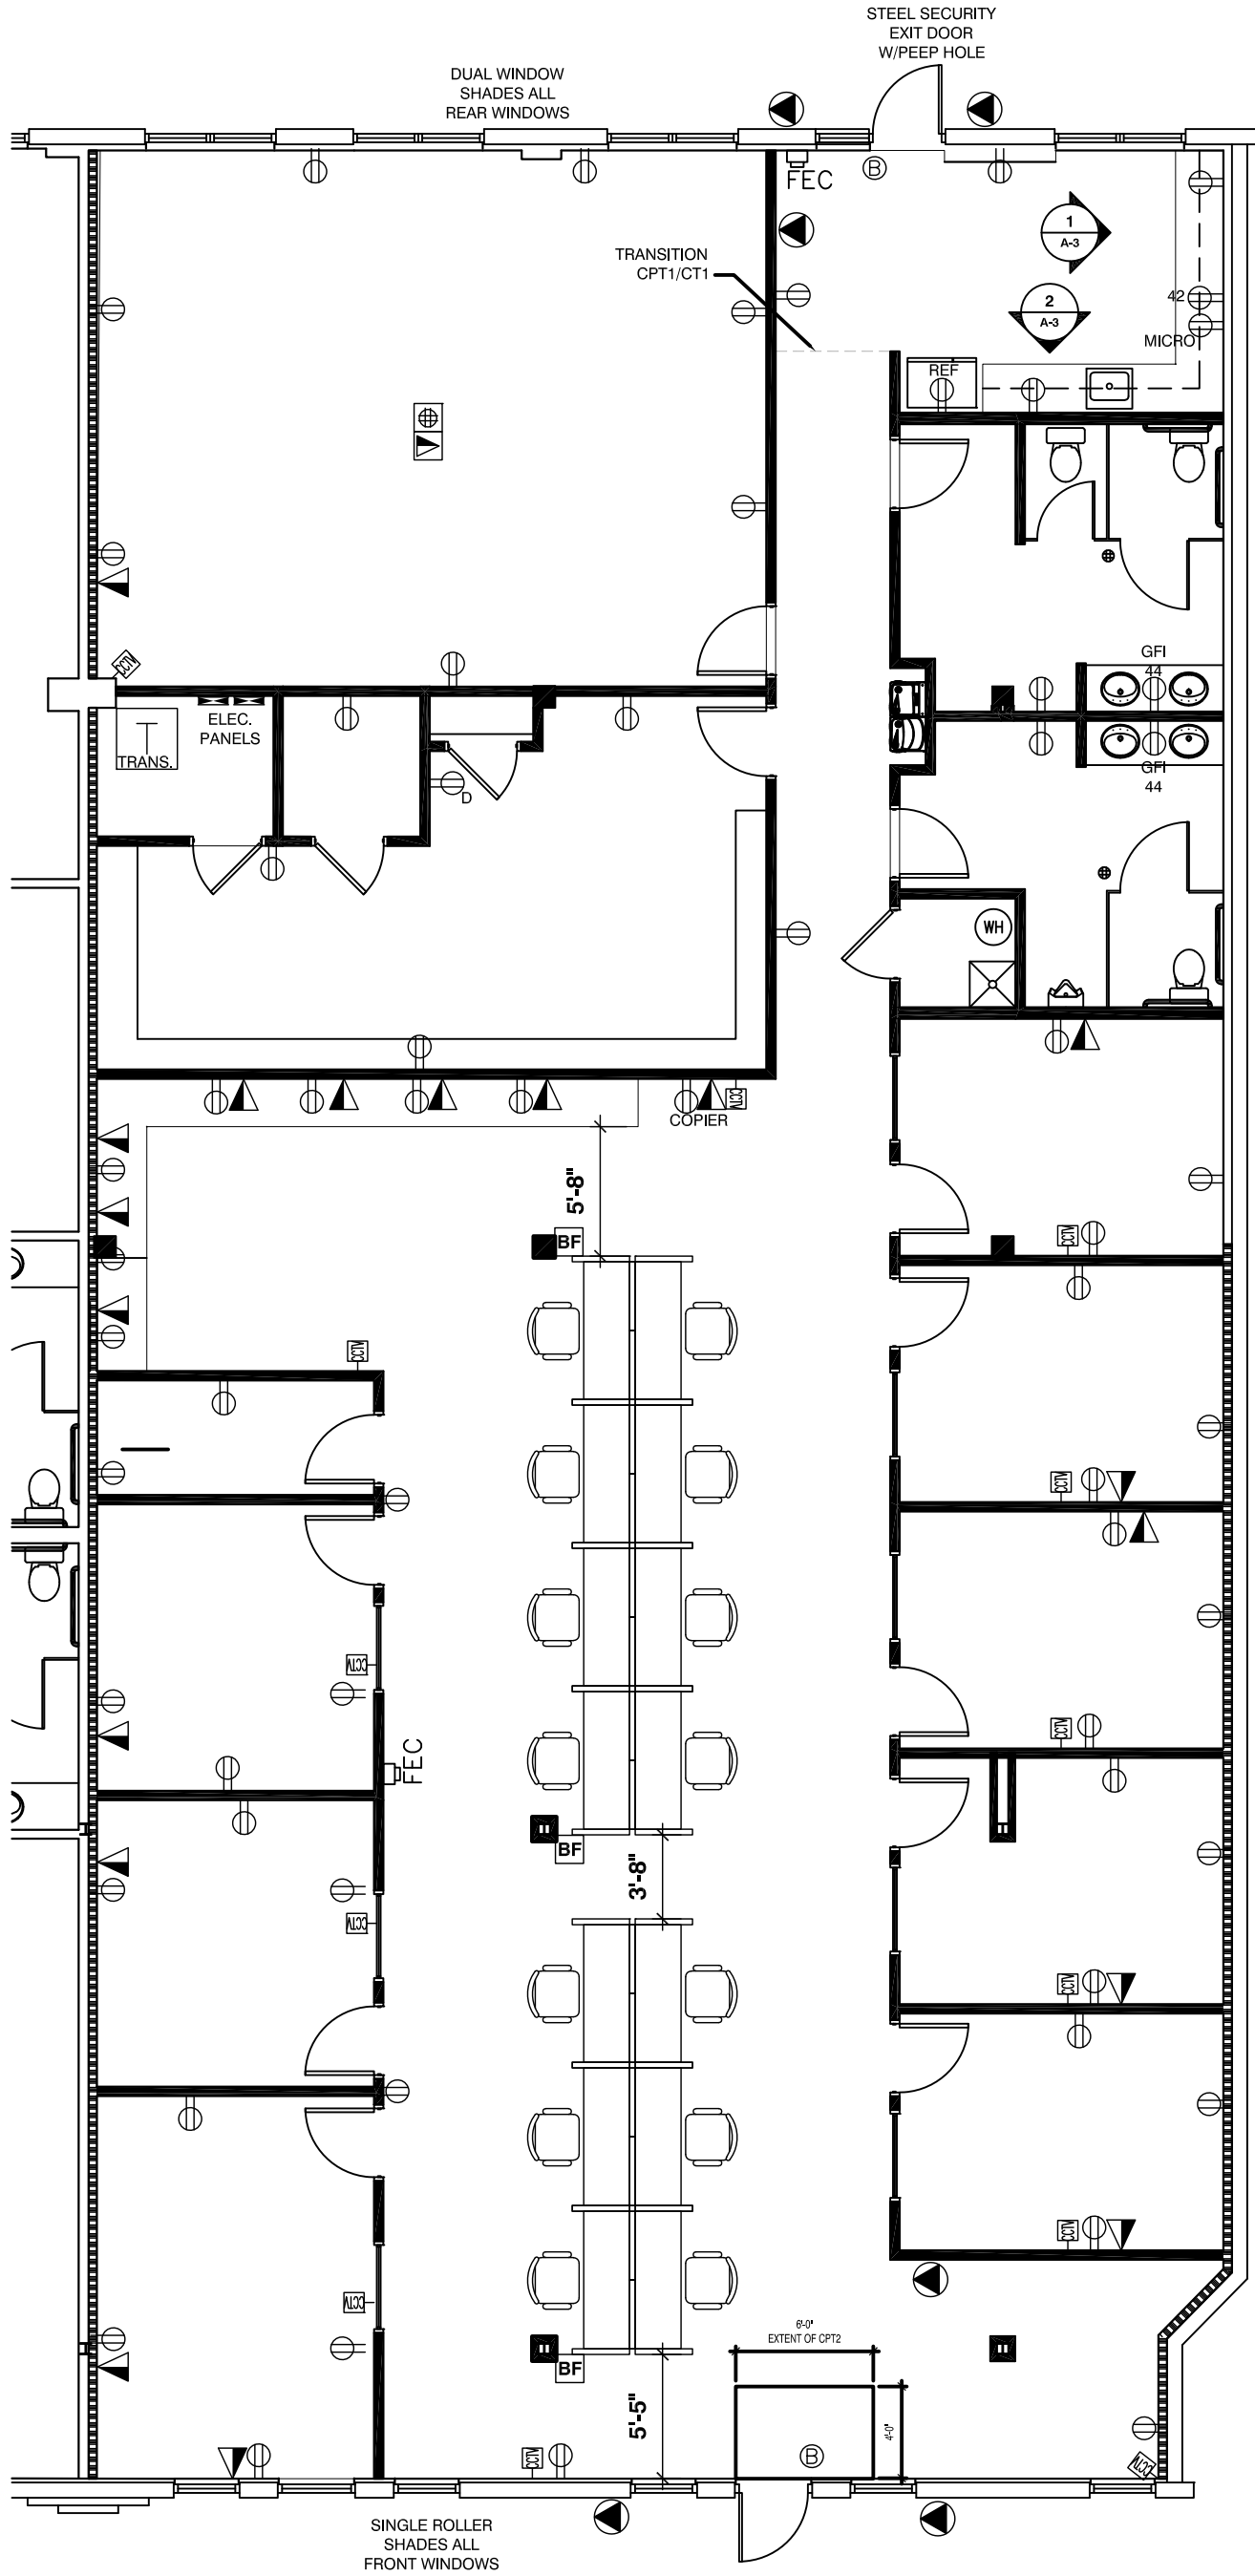 STEEL SECURITY
EXIT DOOR
W/PEEP HOLE
DUAL WINDOW
SHADES ALL
REAR WINDOWS
FEC
B
TRANSITION
CPT1/CT1
1
A-3
2
A-3
42
MICRO
REF
CCTV
ELEC.
PANELS
TRANS.
D
GFI
44
GFI
44
WH
COPIER
CCTV
5'-8"
BF
CCTV
CCTV
CCTV
CCTV
FEC
CCTV
BF
3'-8"
CCTV
CCTV
CCTV
CCTV
BF
6'-0"
EXTENT OF CPT2
5'-5"
4'-0"
B
CCTV
CCTV
SINGLE ROLLER
SHADES ALL
FRONT WINDOWS